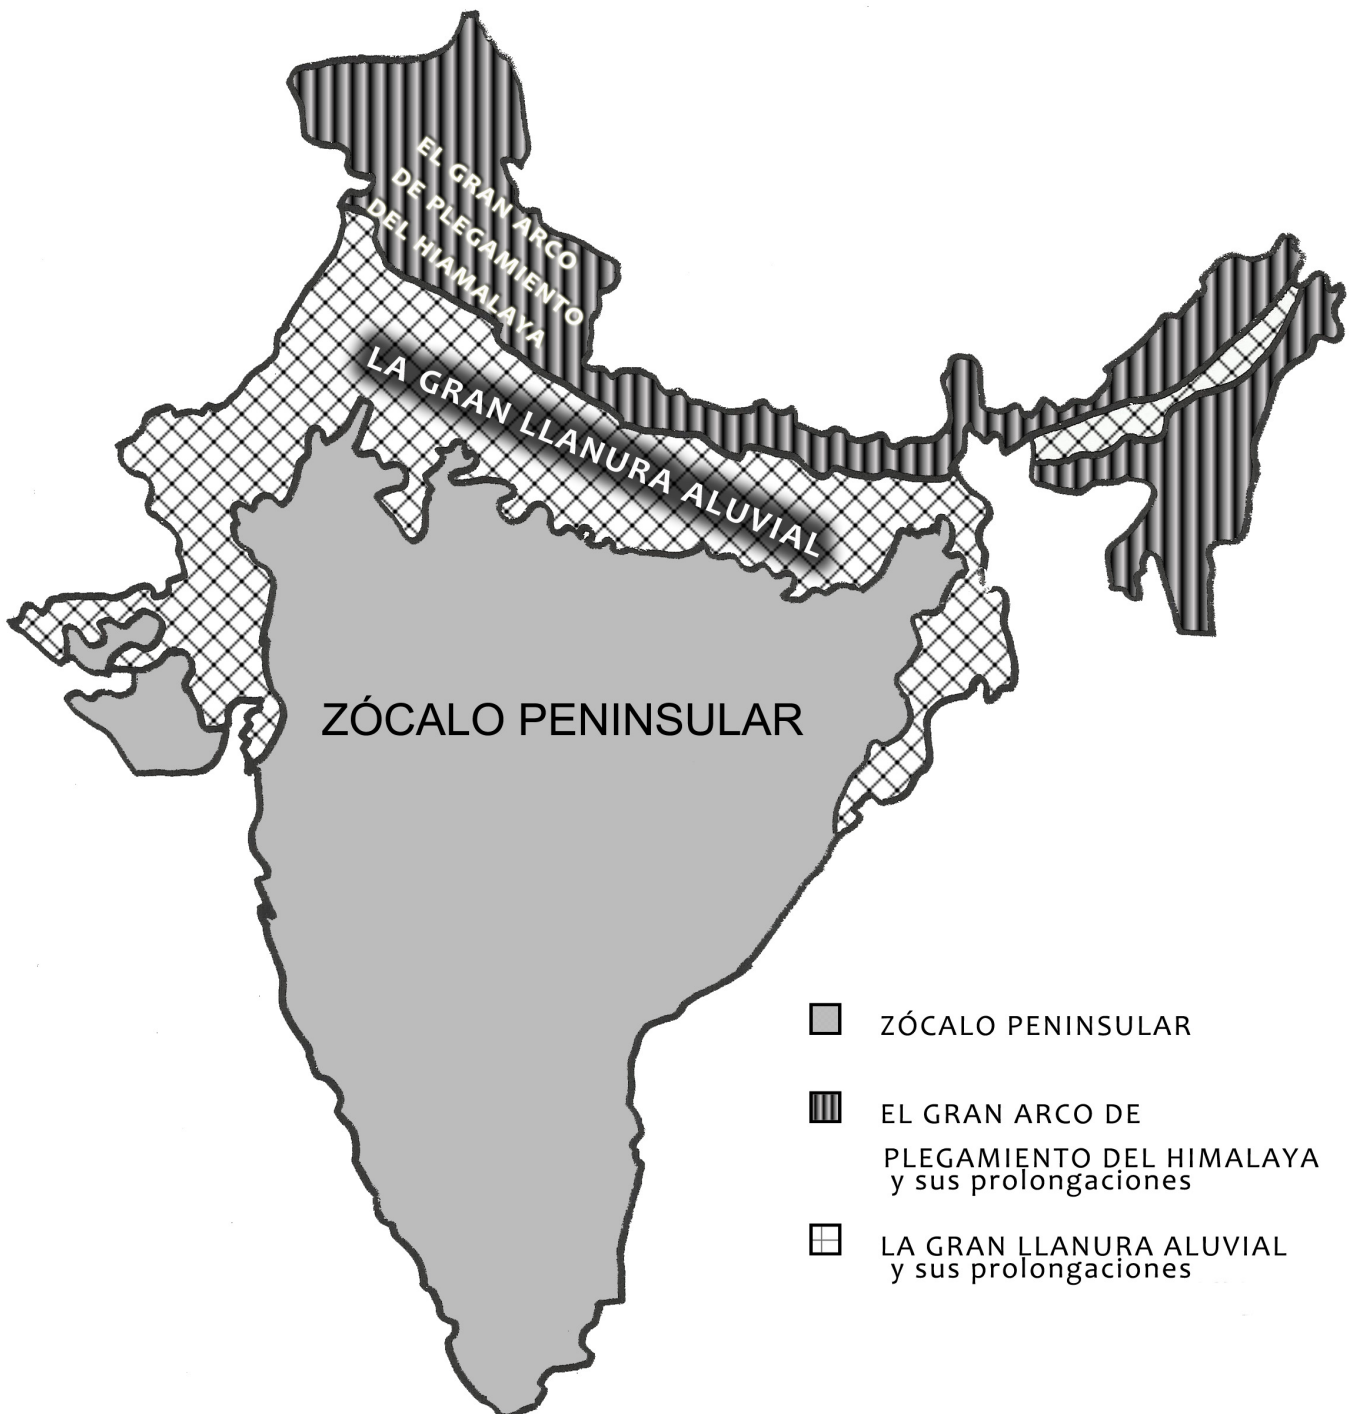 EL GRAN ARCO
DE PLEGAMIENTO
DEL HIAMALAYA
LA GRAN LLANURA ALUVIAL
ZÓCALO PENINSULAR
ZÓCALO PENINSULAR
EL GRAN ARCO DE
PLEGAMIENTO DEL HIMALAYA
y sus prolongaciones
LA GRAN LLANURA ALUVIAL
y sus prolongaciones